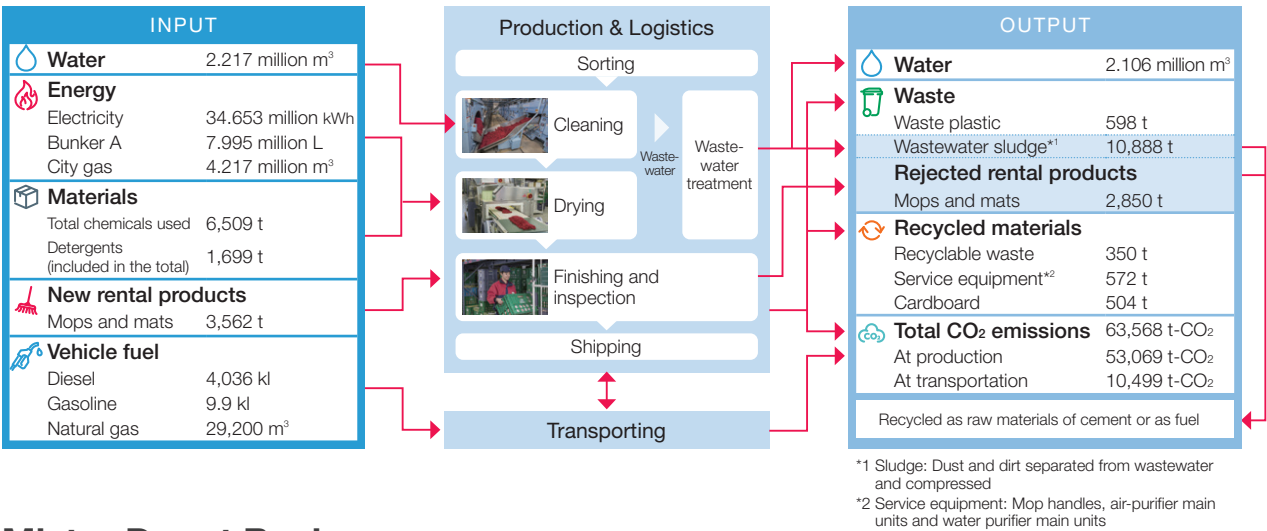 INPUT
Water 2.217 million m³
Energy
Electricity 34.653 million kWh
Bunker A 7.995 million L
City gas 4.217 million m³
Materials
Total chemicals used 6,509 t
Detergents
(included in the total) 1,699 t
New rental products
Mops and mats 3,562 t
Vehicle fuel
Diesel 4,036 kl
Gasoline 9.9 kl
Natural gas 29,200 m³
Production & Logistics
Sorting
Cleaning
Waste-
water
Waste-
water
treatment
Drying
Finishing and
inspection
Shipping
Transporting
OUTPUT
Water 2.106 million m³
Waste
Waste plastic 598 t
Wastewater sludge*1 10,888 t
Rejected rental products
Mops and mats 2,850 t
Recycled materials
Recyclable waste 350 t
Service equipment*2 572 t
Cardboard 504 t
CO₂
Total CO₂ emissions 63,568 t-CO₂
At production 53,069 t-CO₂
At transportation 10,499 t-CO₂
Recycled as raw materials of cement or as fuel
*1 Sludge: Dust and dirt separated from wastewater
and compressed
*2 Service equipment: Mop handles, air-purifier main
units and water purifier main units